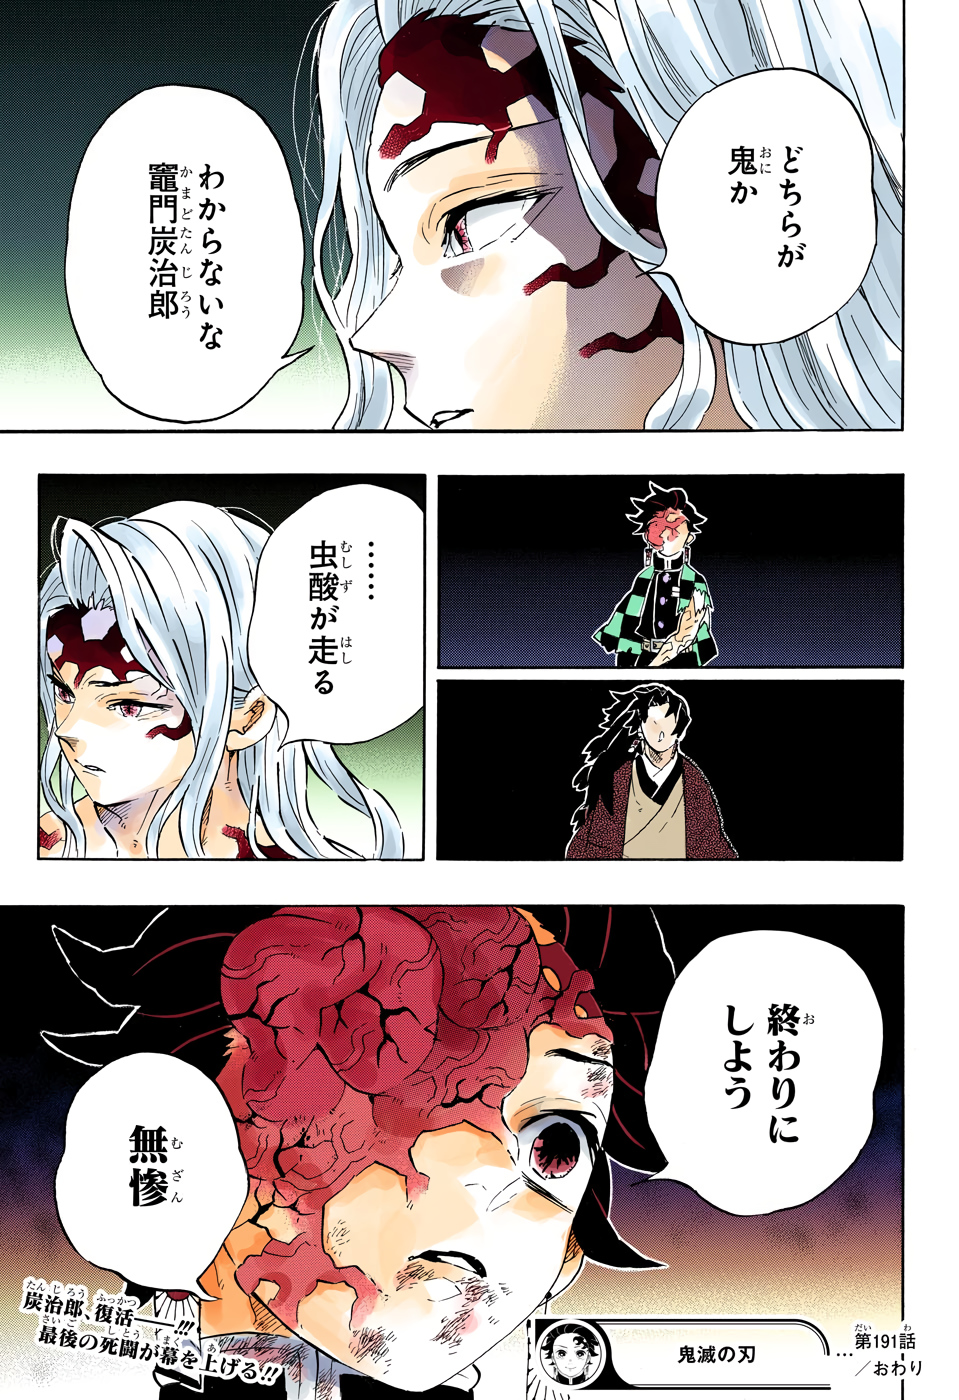 どちらが
鬼か
わからないな
竈門炭治郎
……
虫酸が走る
終わりに
しよう
無惨
炭治郎、復活――!!!
最後の死闘が幕を上げる!!
鬼滅の刃
…第191話
／おわり